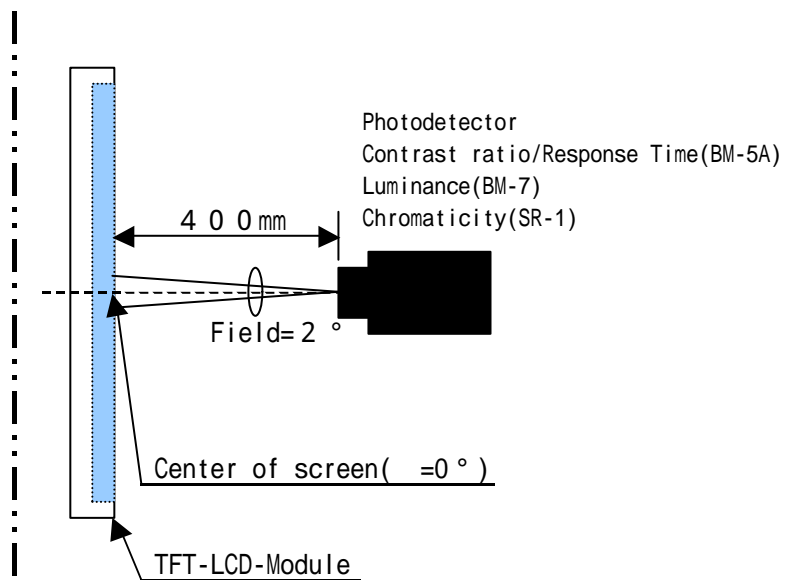 Photodetector
Contrast ratio/Response Time(BM-5A)
Luminance(BM-7)
Chromaticity(SR-1)
400mm
Field=2°
Center of screen( =0°)
TFT-LCD-Module